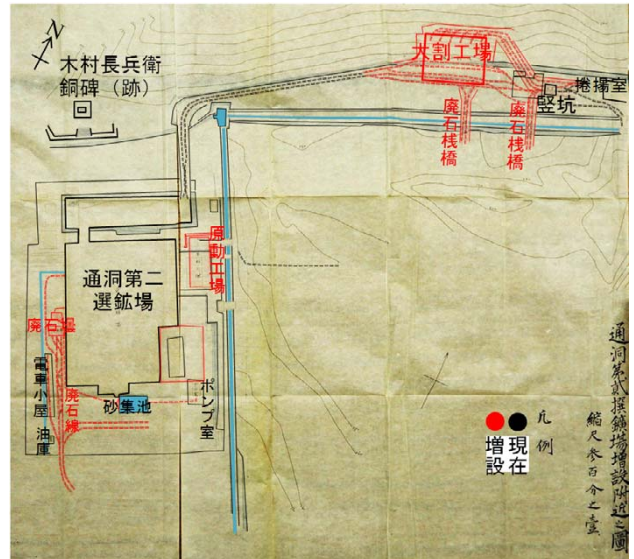 木村長兵衛
銅碑（跡）
大割工場
捲揚室
竪坑
廃石桟橋
廃石桟橋
原動工場
通洞第二
選鉱場
廃石溜
電車小屋
油庫
廃石線
砂集池
ポンプ室
凡例
現在
増設
通洞第貳撰鑛場増設附近之圖
縮尺参百分之壹